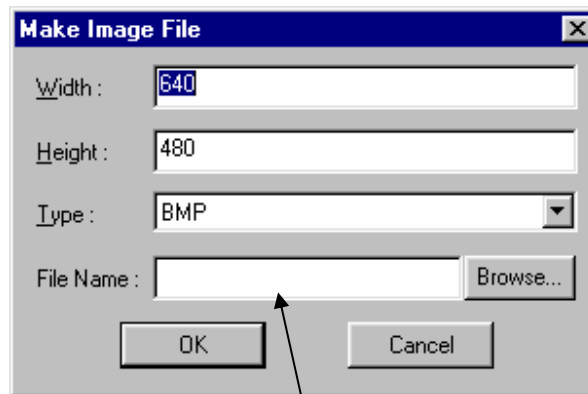 Make Image File
Width :
640
Height :
480
Type :
BMP
File Name :
Browse...
OK
Cancel